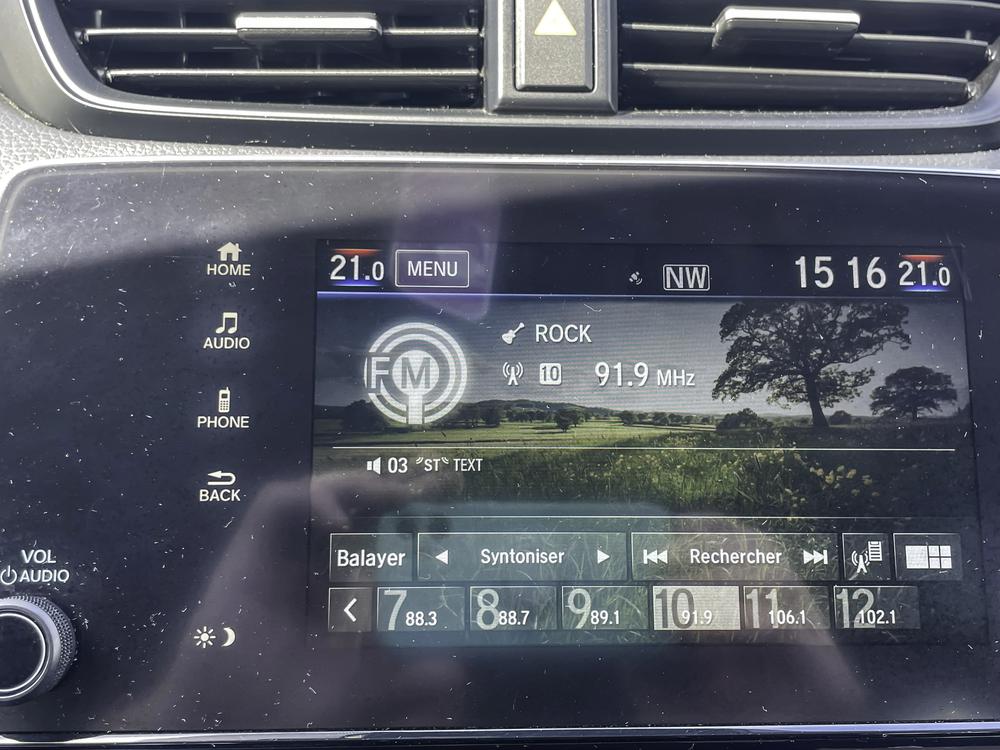 HOME
AUDIO
PHONE
BACK
VOL
AUDIO
21.0 MENU NW 15 16 21.0
FM
ROCK
10 91.9 MHz
03 "ST" TEXT
Balayer Syntoniser Rechercher
7 88.3 8 88.7 9 89.1 10 91.9 11 106.1 12 102.1